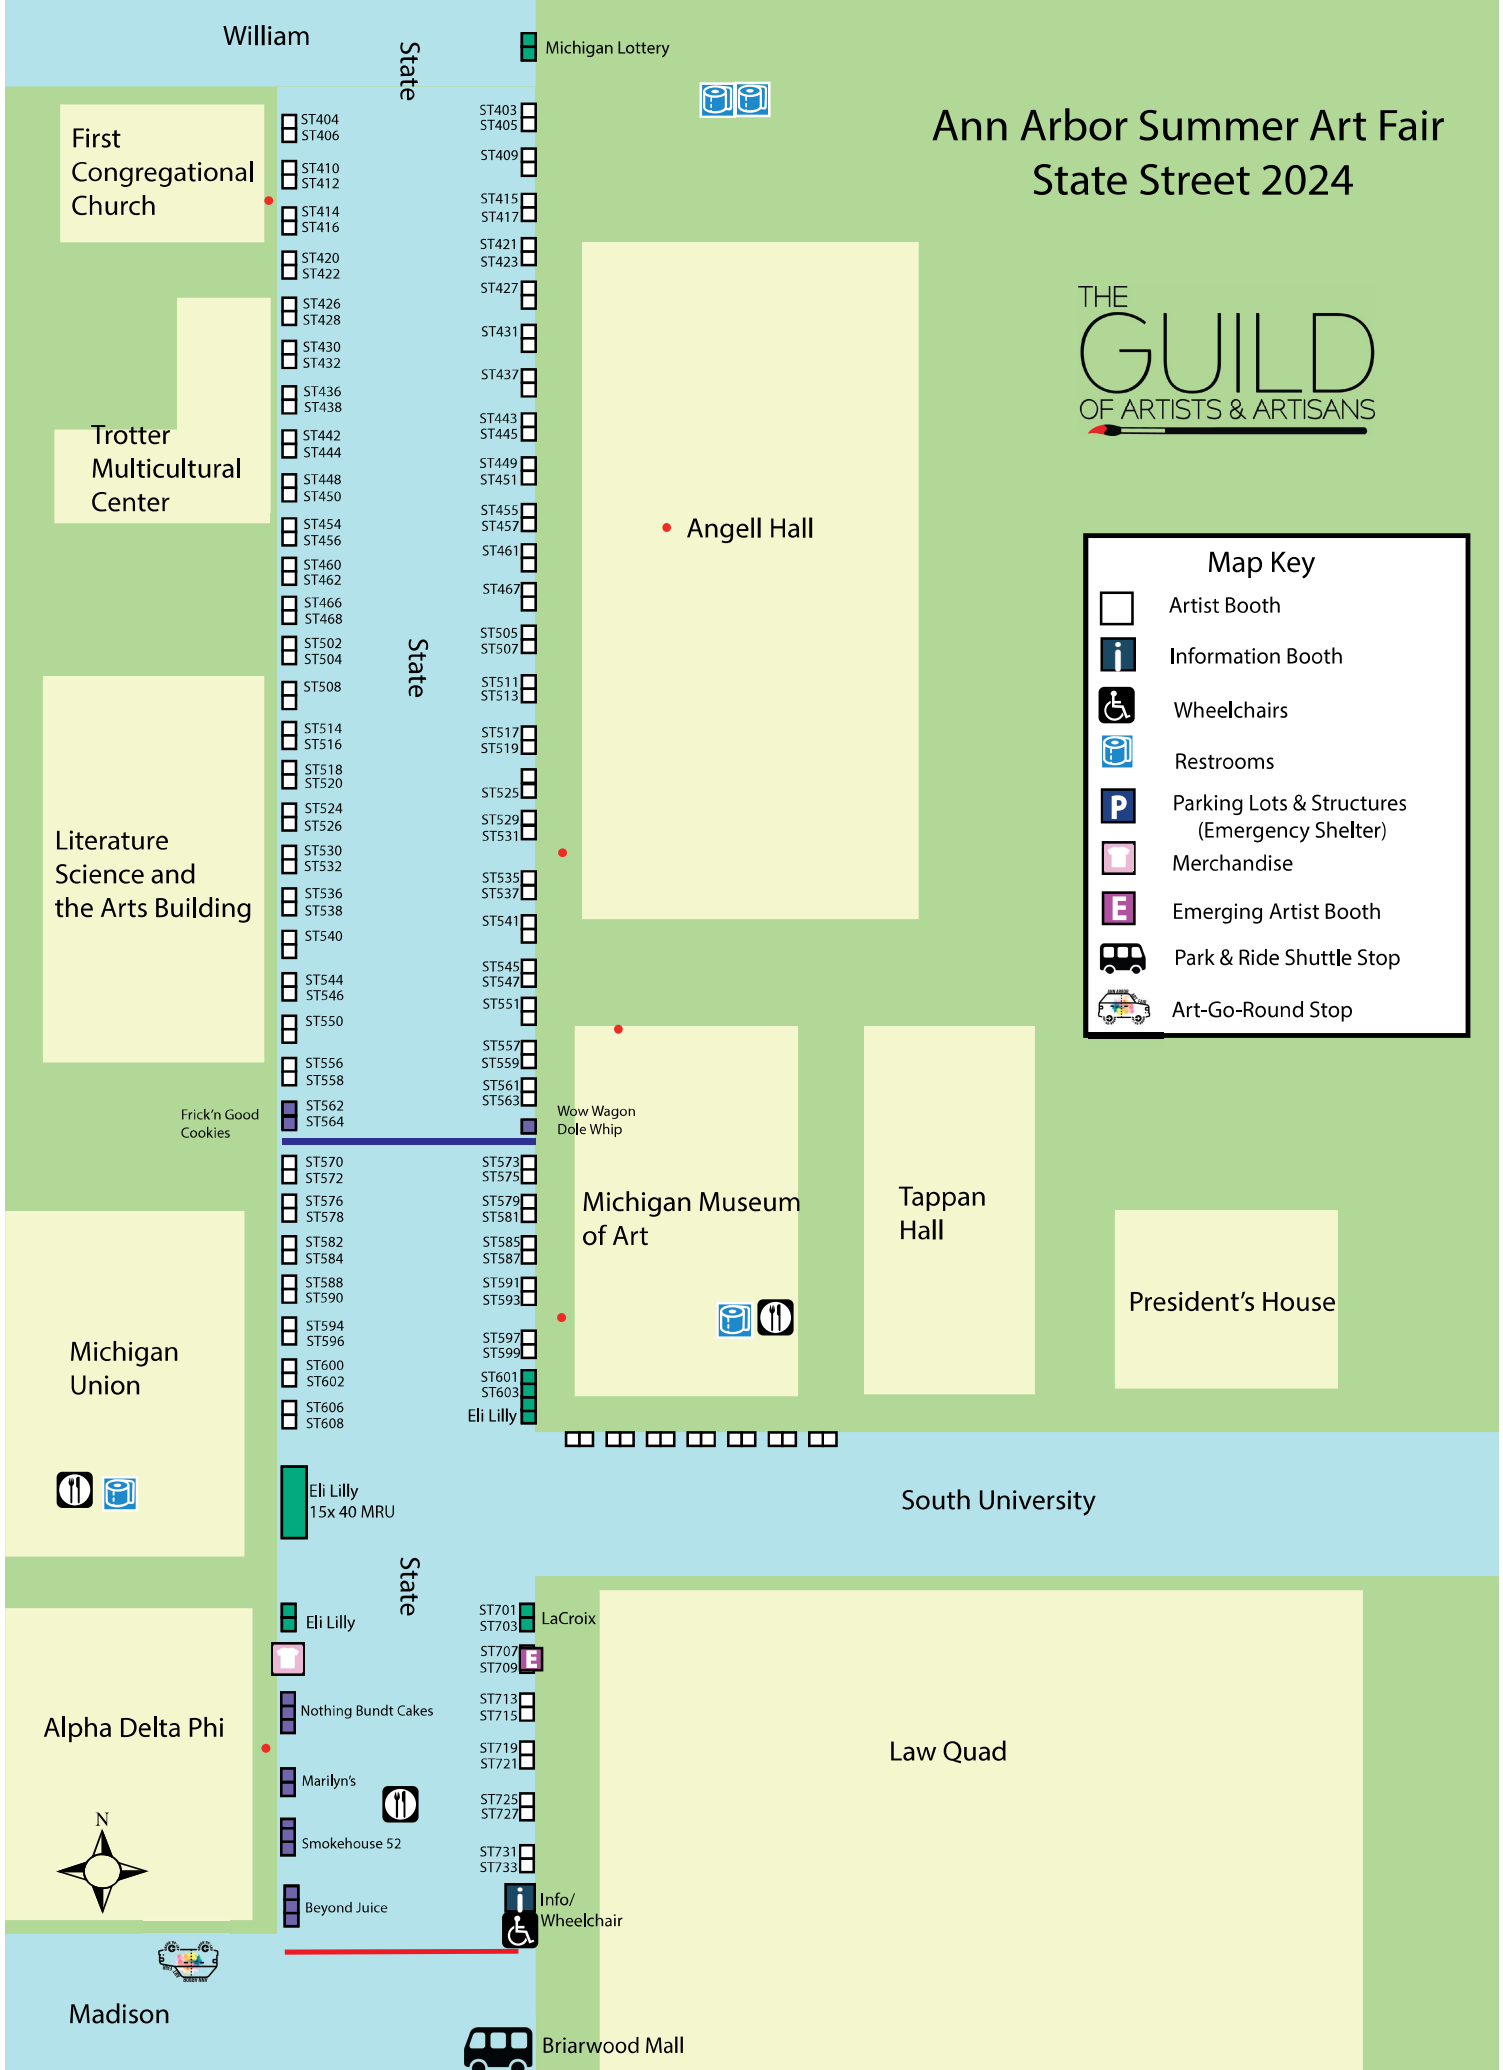 William
State
Michigan Lottery
Ann Arbor Summer Art Fair
State Street 2024
THE
GUILD
OF ARTISTS & ARTISANS
First
Congregational
Church
Trotter
Multicultural
Center
Literature
Science and
the Arts Building
Frick'n Good
Cookies
Michigan
Union
Alpha Delta Phi
N
Madison
ST404
ST406
ST410
ST412
ST414
ST416
ST420
ST422
ST426
ST428
ST430
ST432
ST436
ST438
ST442
ST444
ST448
ST450
ST454
ST456
ST460
ST462
ST466
ST468
ST502
ST504
ST508
ST514
ST516
ST518
ST520
ST524
ST526
ST530
ST532
ST536
ST538
ST540
ST544
ST546
ST550
ST556
ST558
ST562
ST564
ST570
ST572
ST576
ST578
ST582
ST584
ST588
ST590
ST594
ST596
ST600
ST602
ST606
ST608
Eli Lilly
15x 40 MRU
Eli Lilly
Nothing Bundt Cakes
Marilyn's
Smokehouse 52
Beyond Juice
State
State
ST403
ST405
ST409
ST415
ST417
ST421
ST423
ST427
ST431
ST437
ST443
ST445
ST449
ST451
ST455
ST457
ST461
ST467
ST505
ST507
ST511
ST513
ST517
ST519
ST525
ST529
ST531
ST535
ST537
ST541
ST545
ST547
ST551
ST557
ST559
ST561
ST563
ST573
ST575
ST579
ST581
ST585
ST587
ST591
ST593
ST597
ST599
ST601
ST603
Eli Lilly
ST701
ST703
LaCroix
ST707
ST709
E
ST713
ST715
ST719
ST721
ST725
ST727
ST731
ST733
i
Info/
Wheelchair
Briarwood Mall
Angell Hall
Wow Wagon
Dole Whip
Michigan Museum
of Art
Tappan
Hall
President's House
South University
Law Quad
Map Key
Artist Booth
i
Information Booth
Wheelchairs
Restrooms
P
Parking Lots & Structures
(Emergency Shelter)
Merchandise
E
Emerging Artist Booth
Park & Ride Shuttle Stop
Art-Go-Round Stop